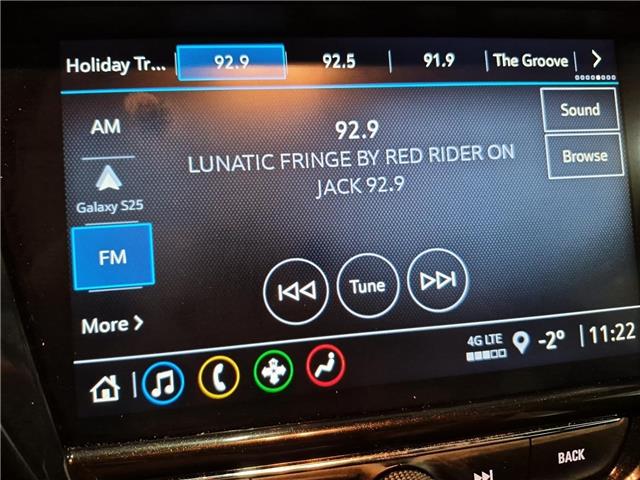 Holiday Tr... 92.9 92.5 91.9 The Groove
AM
Galaxy S25
FM
More
92.9
LUNATIC FRINGE BY RED RIDER ON
JACK 92.9
Sound
Browse
Tune
4G LTE
-2°
11:22
BACK